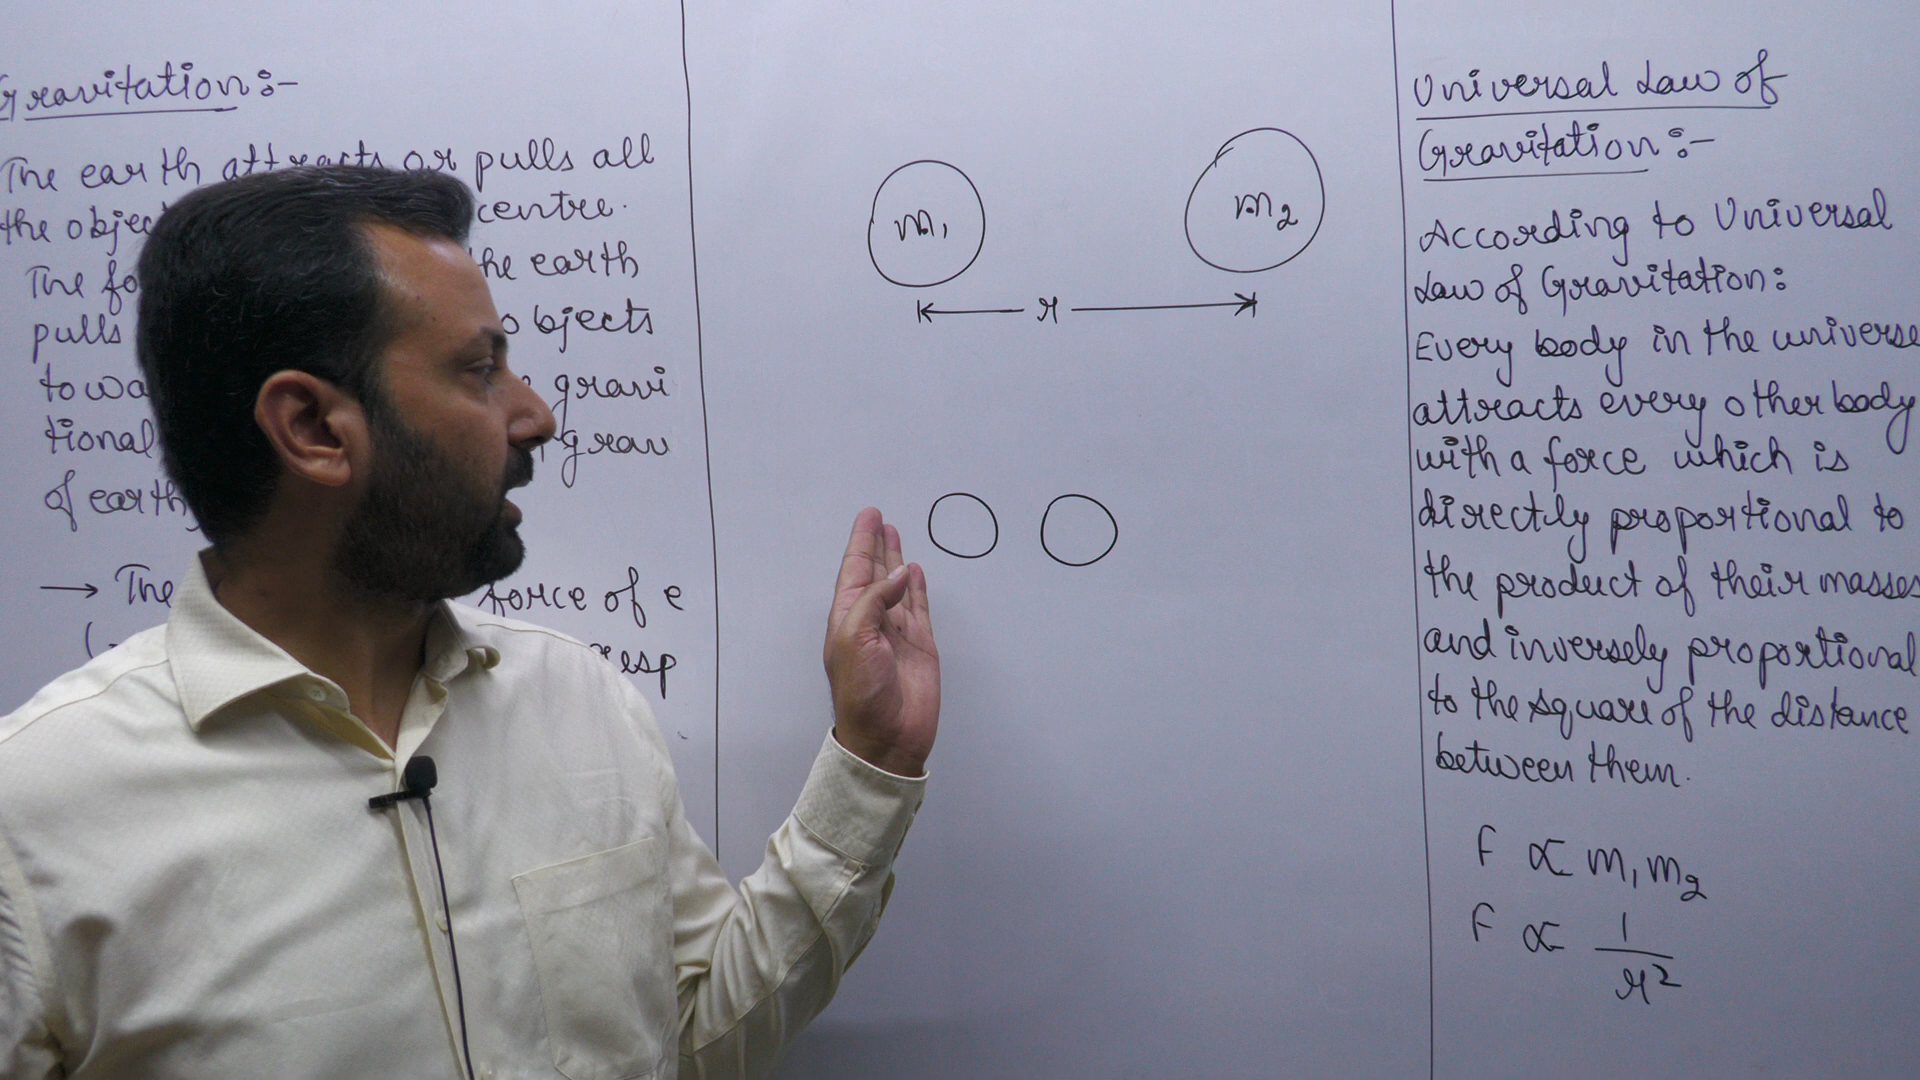 Gravitation:-
The earth attracts or pulls all
the objec centre.
The fo he earth
pulls objects
towa gravi
tional grav
of earth
→ The force of e
resp
m₁
m₂
r
Universal Law of
Gravitation:-
According to Universal
Law of Gravitation:
Every body in the universe
attracts every other body
with a force which is
directly proportional to
the product of their masses
and inversely proportional
to the square of the distance
between them.
F ∝ m₁m₂
F ∝ 1/r²